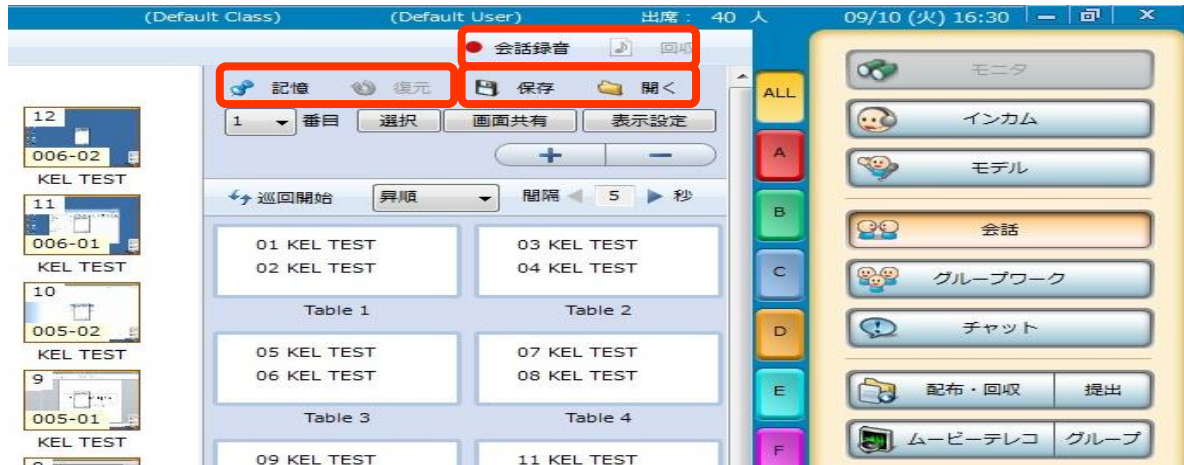 (Default Class) (Default User) 出席： 40 人 09/10 (火) 16:30
会話録音 回収
記憶 復元 保存 開く
1 番目 選択 画面共有 表示設定
巡回開始 昇順 間隔 5 秒
01 KEL TEST
02 KEL TEST
Table 1
03 KEL TEST
04 KEL TEST
Table 2
05 KEL TEST
06 KEL TEST
Table 3
07 KEL TEST
08 KEL TEST
Table 4
09 KEL TEST
11 KEL TEST
12
006-02
KEL TEST
11
006-01
KEL TEST
10
005-02
KEL TEST
9
005-01
KEL TEST
ALL
A
B
C
D
E
F
モニタ
インカム
モデル
会話
グループワーク
チャット
配布・回収 提出
ムービーテレコ グループ